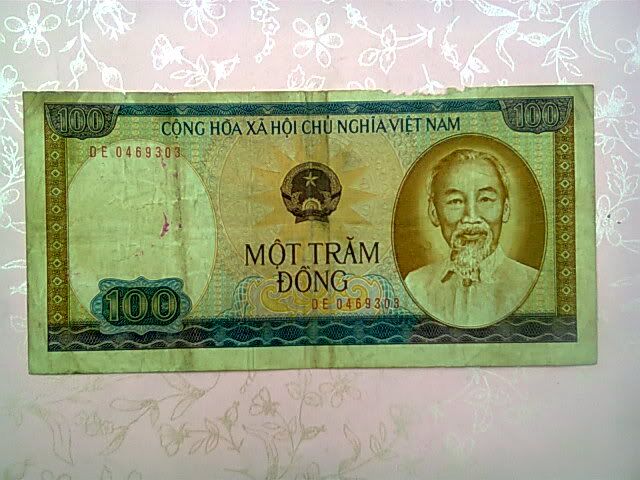 100
100
CỘNG HÒA XÃ HỘI CHỦ NGHĨA VIỆT NAM
DE 0469303
MỘT TRĂM
ĐỒNG
DE 0469303
100